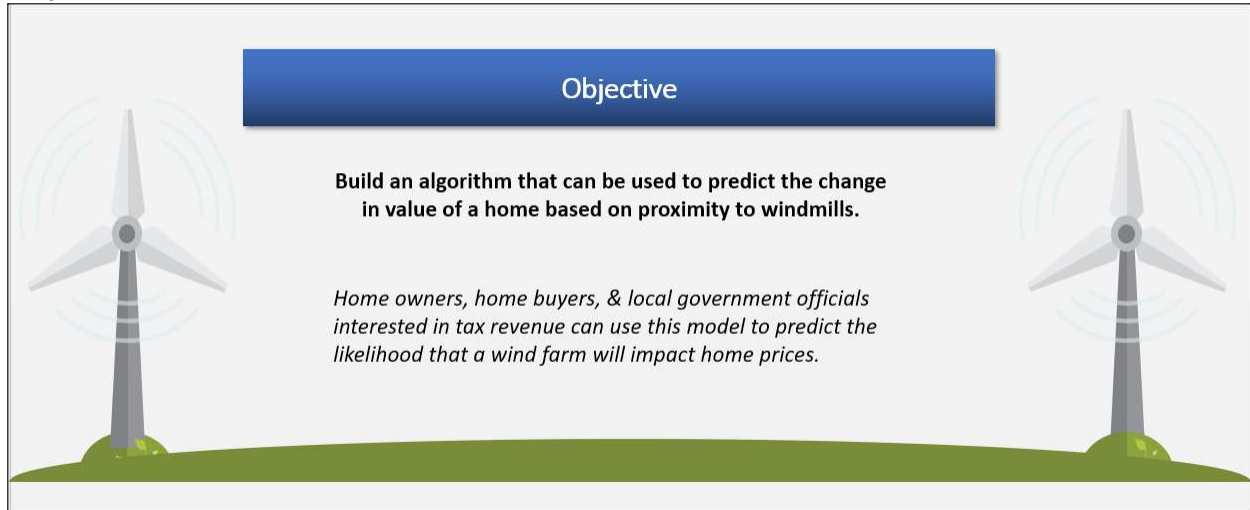 Objective
Build an algorithm that can be used to predict the change
in value of a home based on proximity to windmills.
Home owners, home buyers, & local government officials
interested in tax revenue can use this model to predict the
likelihood that a wind farm will impact home prices.